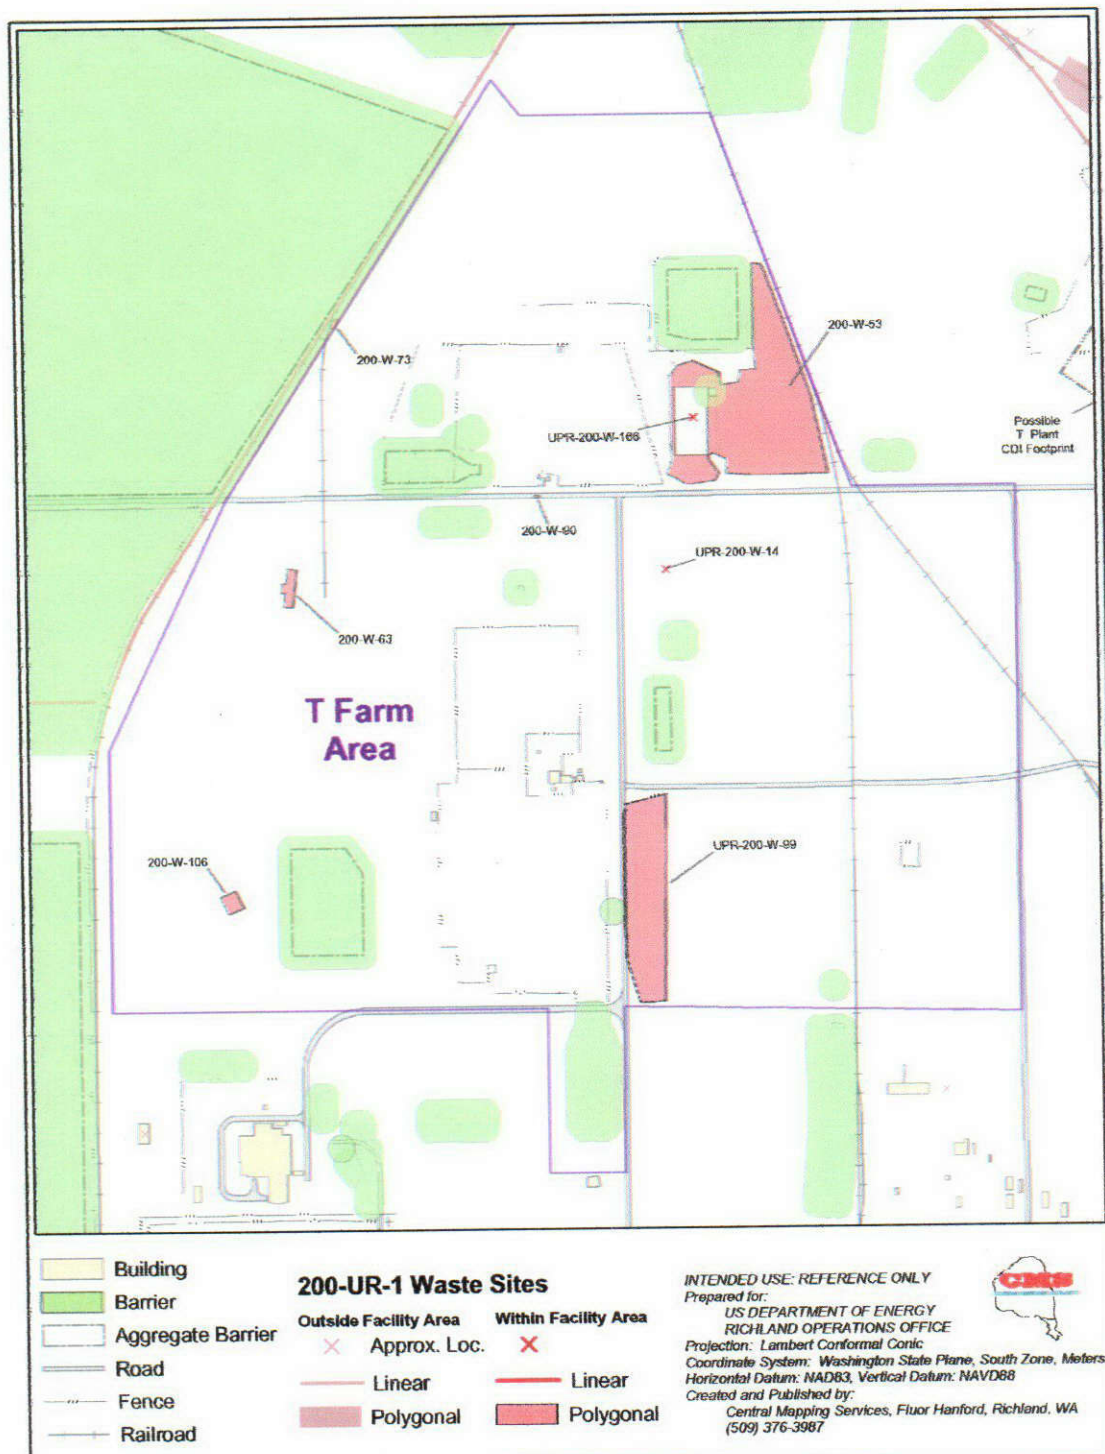 200-W-53
200-W-73
Possible
T Plant
CDI Footprint
UPR-200-W-166
200-W-90
UPR-200-W-14
200-W-63
T Farm
Area
UPR-200-W-99
200-W-106
Building
Barrier
Aggregate Barrier
Road
Fence
Railroad
200-UR-1 Waste Sites
Outside Facility Area
Within Facility Area
Approx. Loc.
Linear
Linear
Polygonal
Polygonal
INTENDED USE: REFERENCE ONLY
Prepared for:
US DEPARTMENT OF ENERGY
RICHLAND OPERATIONS OFFICE
Projection: Lambert Conformal Conic
Coordinate System: Washington State Plane, South Zone, Meters
Horizontal Datum: NAD83, Vertical Datum: NAVD88
Created and Published by:
Central Mapping Services, Fluor Hanford, Richland, WA
(509) 376-3987
CMS